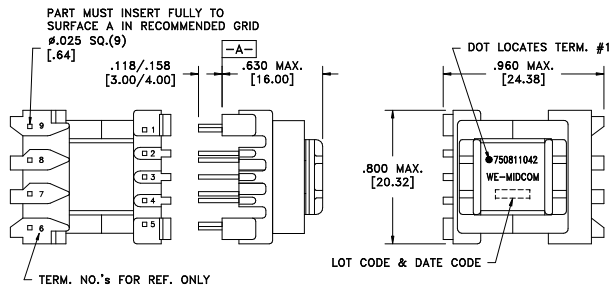 PART MUST INSERT FULLY TO
SURFACE A IN RECOMMENDED GRID
ø.025 SQ.(9)
[.64]
.118/.158
[3.00/4.00]
-A-
.630 MAX.
[16.00]
DOT LOCATES TERM. #1
.960 MAX.
[24.38]
9
8
7
6
1
2
3
4
5
.800 MAX.
[20.32]
750811042
WE-MIDCOM
LOT CODE & DATE CODE
TERM. NO.'s FOR REF. ONLY